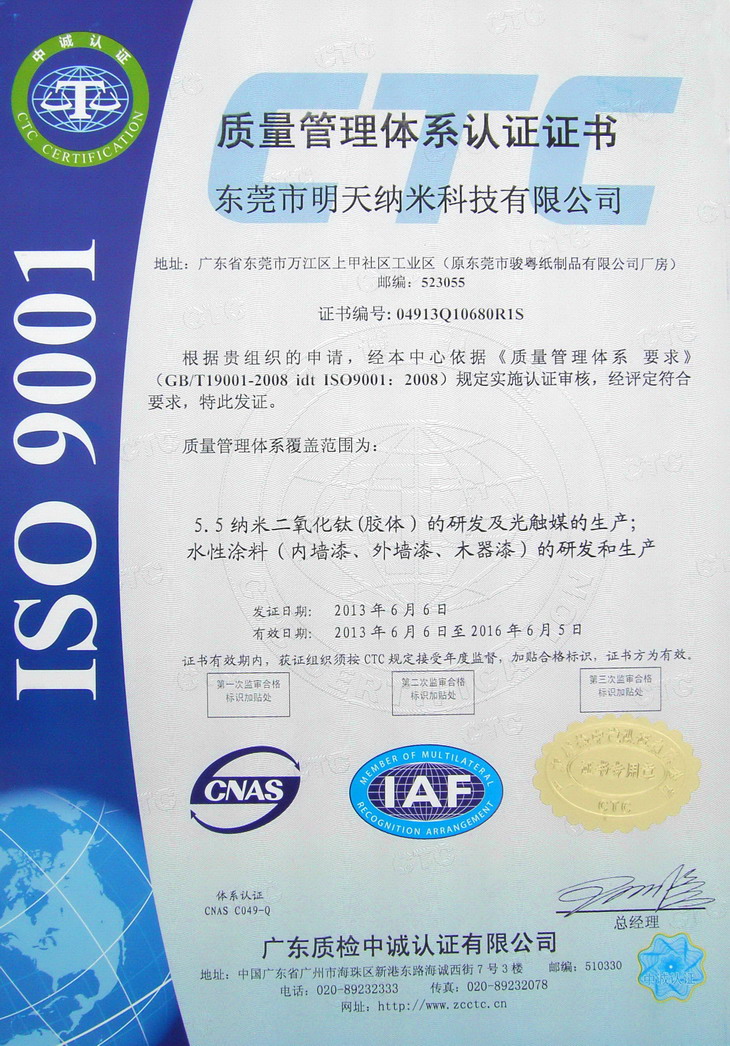 中诚认证
CTC CERTIFICATION
ISO 9001
CTC
质量管理体系认证证书
东莞市明天纳米科技有限公司
地址：广东省东莞市万江区上甲社区工业区（原东莞市骏粤纸制品有限公司厂房）
邮编：523055
证书编号: 04913Q10680R1S
根据贵组织的申请，经本中心依据《质量管理体系 要求》
（GB/T19001-2008 idt ISO9001：2008）规定实施认证审核，经评定符合
要求，特此发证。
质量管理体系覆盖范围为：
5.5纳米二氧化钛(胶体）的研发及光触媒的生产；
水性涂料（内墙漆、外墙漆、木器漆）的研发和生产
发证日期： 2013年6月6日
有效日期： 2013年6月6日至2016年6月5日
证书有效期内，获证组织须按CTC规定接受年度监督，加贴合格标识，证书方为有效。
第一次监审合格
标识加贴处
第二次监审合格
标识加贴处
第三次监审合格
标识加贴处
CNAS
MEMBER OF MULTILATERAL
IAF
RECOGNITION ARRANGEMENT
证书专用章
CTC
体系认证
CNAS C049-Q
总经理
广东质检中诚认证有限公司
地址：中国广东省广州市海珠区新港东路海诚西街7号3楼 邮编：510330
电话：020-89232333 传真：020-89232078
网址：http://www.zcctc.cn
中诚认证